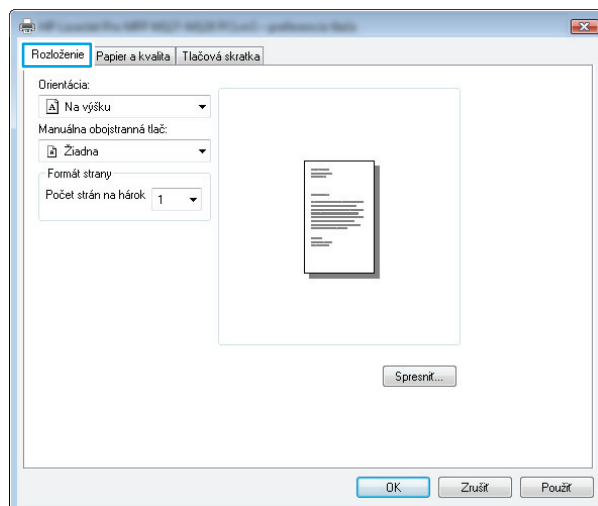 Rozloženie Papier a kvalita Tlačová skratka
Orientácia:
Na výšku
Manuálna obojstranná tlač:
Žiadna
Formát strany
Počet strán na hárok 1
Spresniť...
OK Zrušiť Použiť